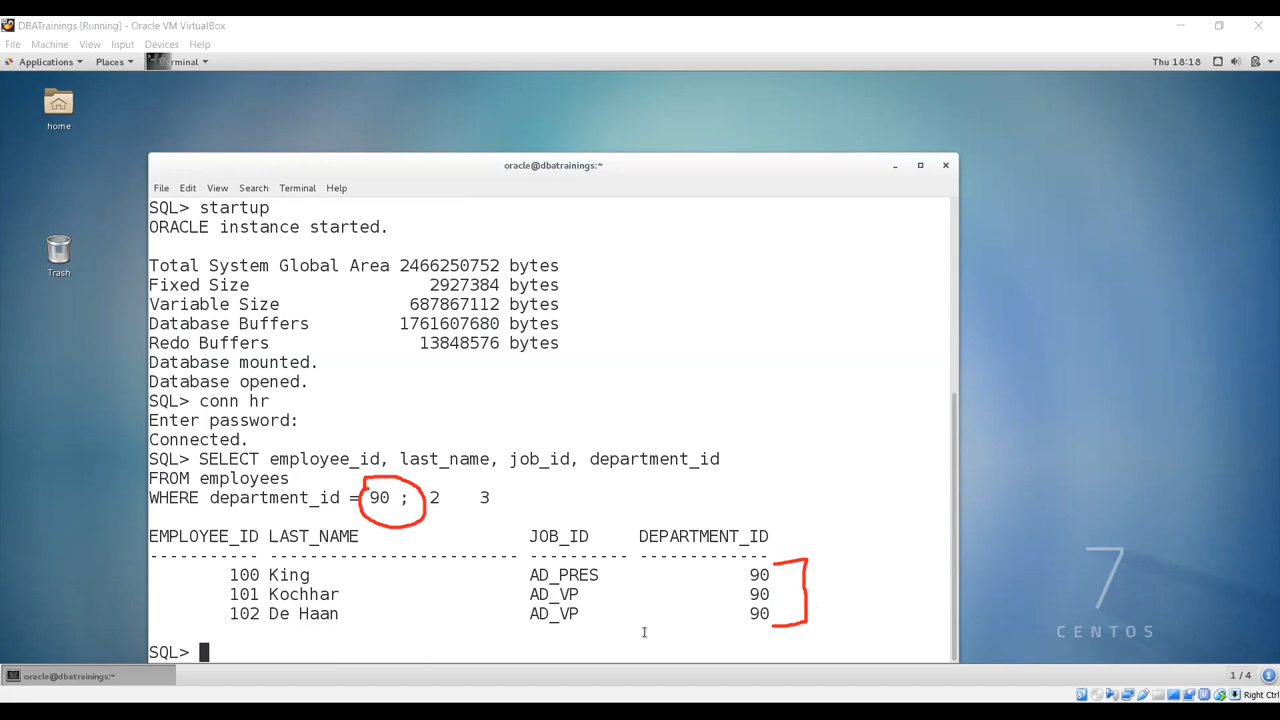 DBATrainings [Running] - Oracle VM VirtualBox
File Machine View Input Devices Help
Applications Places Terminal Thu 18:18
home
Trash
oracle@dbatrainings:~
File Edit View Search Terminal Help
SQL> startup
ORACLE instance started.
Total System Global Area 2466250752 bytes
Fixed Size 2927384 bytes
Variable Size 687867112 bytes
Database Buffers 1761607680 bytes
Redo Buffers 13848576 bytes
Database mounted.
Database opened.
SQL> conn hr
Enter password:
Connected.
SQL> SELECT employee_id, last_name, job_id, department_id
FROM employees
WHERE department_id = 90 ; 2 3
EMPLOYEE_ID LAST_NAME JOB_ID DEPARTMENT_ID
----------- ------------------------- ---------- -------------
100 King AD_PRES 90
101 Kochhar AD_VP 90
102 De Haan AD_VP 90
SQL>
7
CENTOS
oracle@dbatrainings:~ 1 / 4 1
Right Ctrl